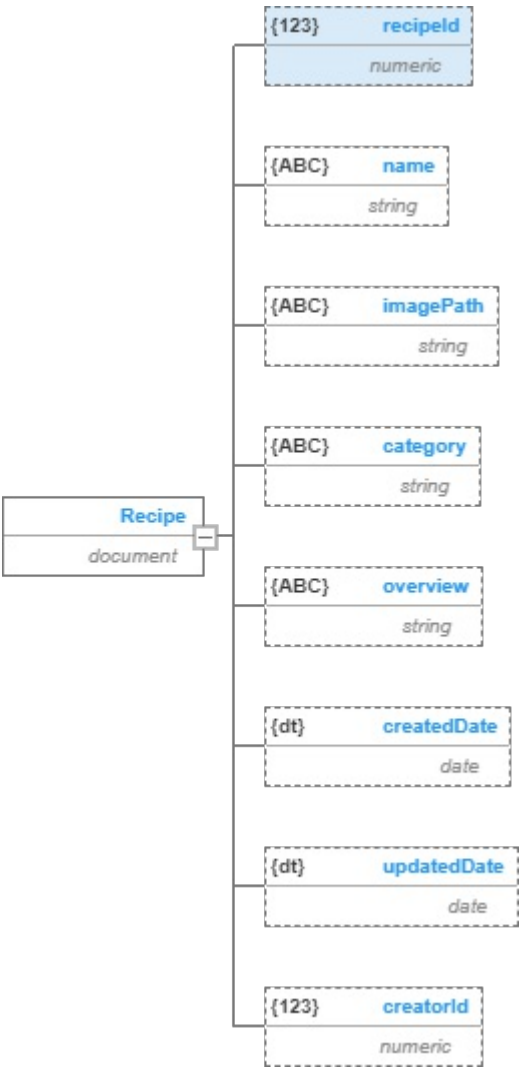 {123} recipeId
numeric
{ABC} name
string
{ABC} imagePath
string
{ABC} category
string
Recipe
document
{ABC} overview
string
{dt} createdDate
date
{dt} updatedDate
date
{123} creatorId
numeric